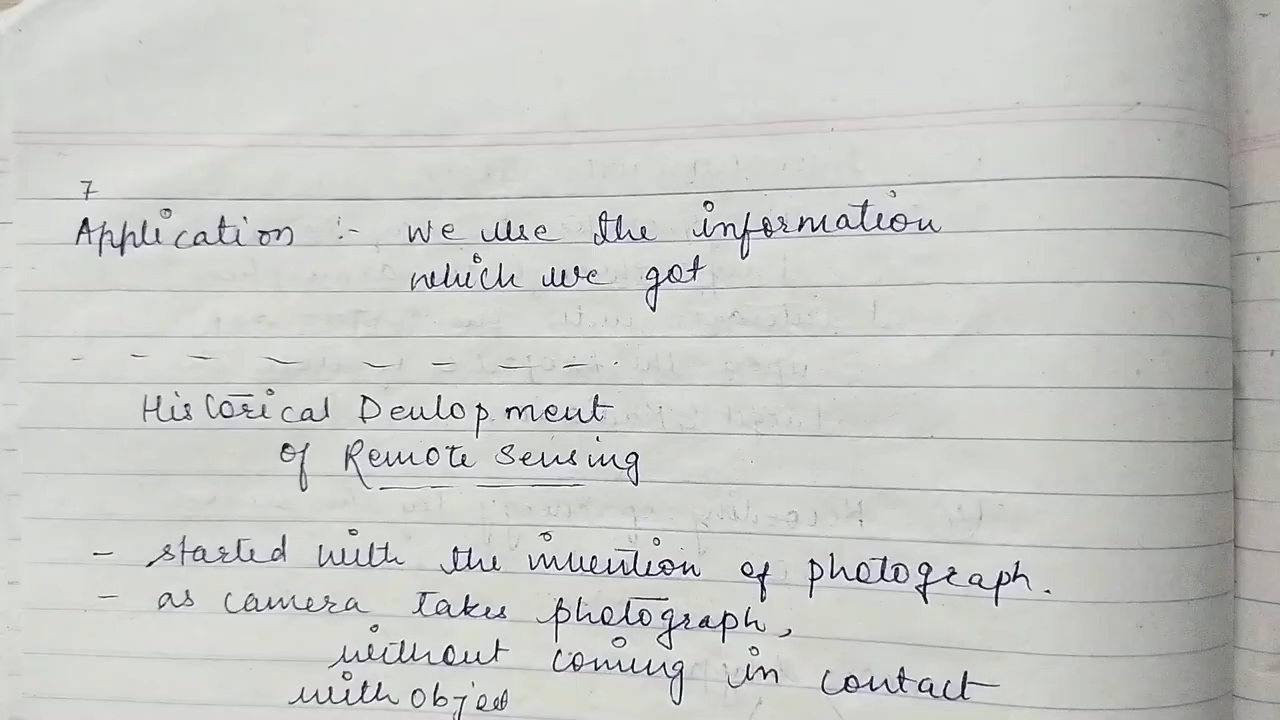 7
Application :- we use the information
which we got
Historical Devlopment
of Remote Sensing
- started with the invention of photograph.
- as camera takes photograph,
without coming in contact
with object